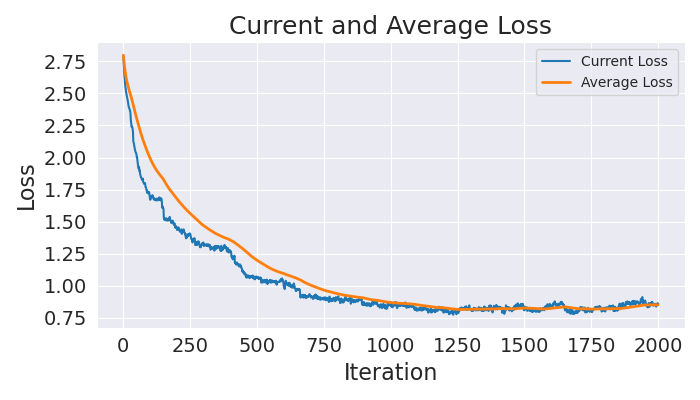 Current and Average Loss
Current Loss
Average Loss
2.75
2.50
2.25
2.00
1.75
1.50
1.25
1.00
0.75
Loss
0 250 500 750 1000 1250 1500 1750 2000
Iteration